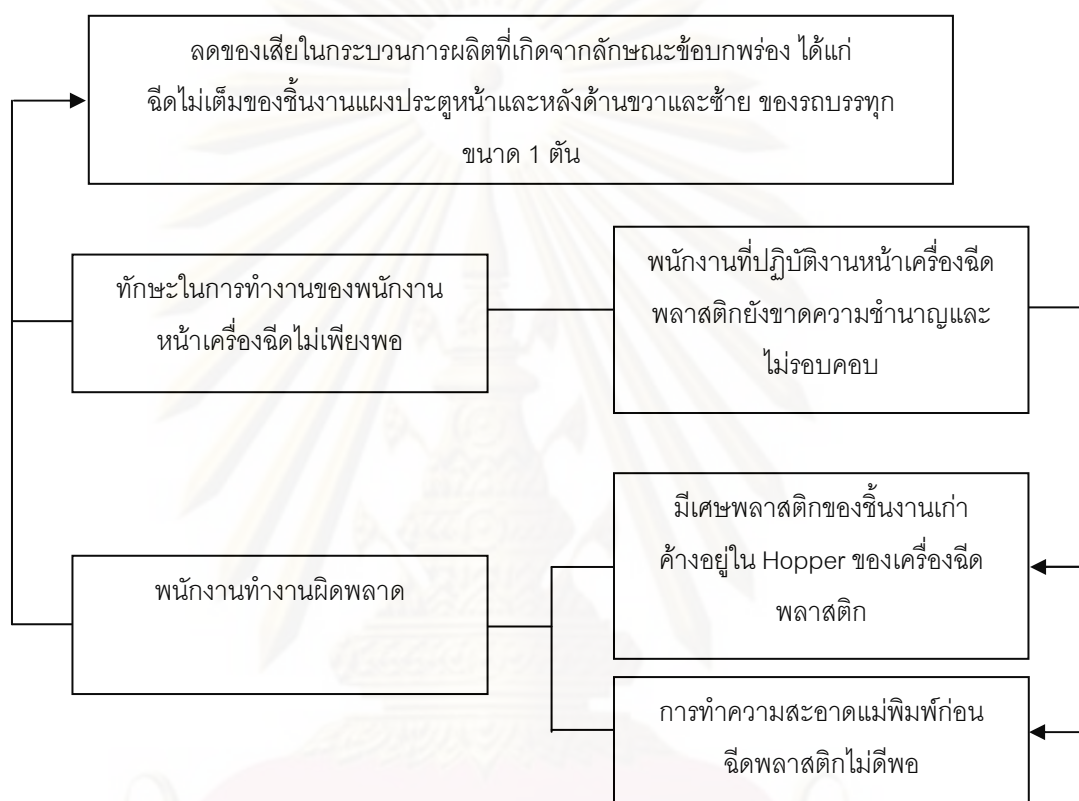 ลดของเสียในกระบวนการผลิตที่เกิดจากลักษณะข้อบกพร่อง ได้แก่
ฉีดไม่เต็มของชิ้นงานแผงประตูหน้าและหลังด้านขวาและซ้าย ของรถบรรทุก
ขนาด 1 ตัน
ทักษะในการทำงานของพนักงาน
หน้าเครื่องฉีดไม่เพียงพอ
พนักงานที่ปฏิบัติงานหน้าเครื่องฉีด
พลาสติกยังขาดความชำนาญและ
ไม่รอบคอบ
พนักงานทำงานผิดพลาด
มีเศษพลาสติกของชิ้นงานเก่า
ค้างอยู่ใน Hopper ของเครื่องฉีด
พลาสติก
การทำความสะอาดแม่พิมพ์ก่อน
ฉีดพลาสติกไม่ดีพอ